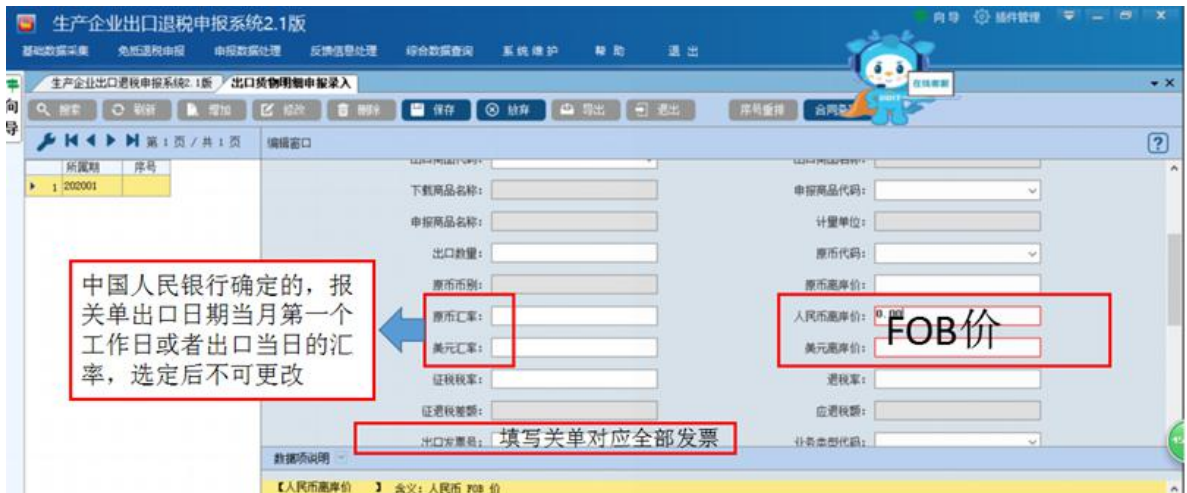 生产企业出口退税申报系统2.1版
向导 插件管理
基础数据采集 免抵退税申报 申报数据处理 反馈信息处理 综合数据查询 系统维护 帮助 退出
在线客服
生产企业出口退税申报系统2.1版 出口货物明细申报录入
向导
搜索 刷新 增加 修改 删除 保存 放弃 导出 退出 序号重排
第 1 页 / 共 1 页 编辑窗口
所属期 序号
1 202001
下载商品名称: 申报商品代码:
申报商品名称: 计量单位:
出口数量: 原币代码:
原币币别: 原币离岸价:
原币汇率: 人民币离岸价: 0.00
美元汇率: 美元离岸价:
FOB价
中国人民银行确定的,报
关单出口日期当月第一个
工作日或者出口当日的汇
率,选定后不可更改
征税税率: 退税率:
征退税差额: 应退税额:
出口发票号: 填写关单对应全部发票 业务类型代码:
数据项说明
【人民币离岸价 】 含义: 人民币 FOB 价